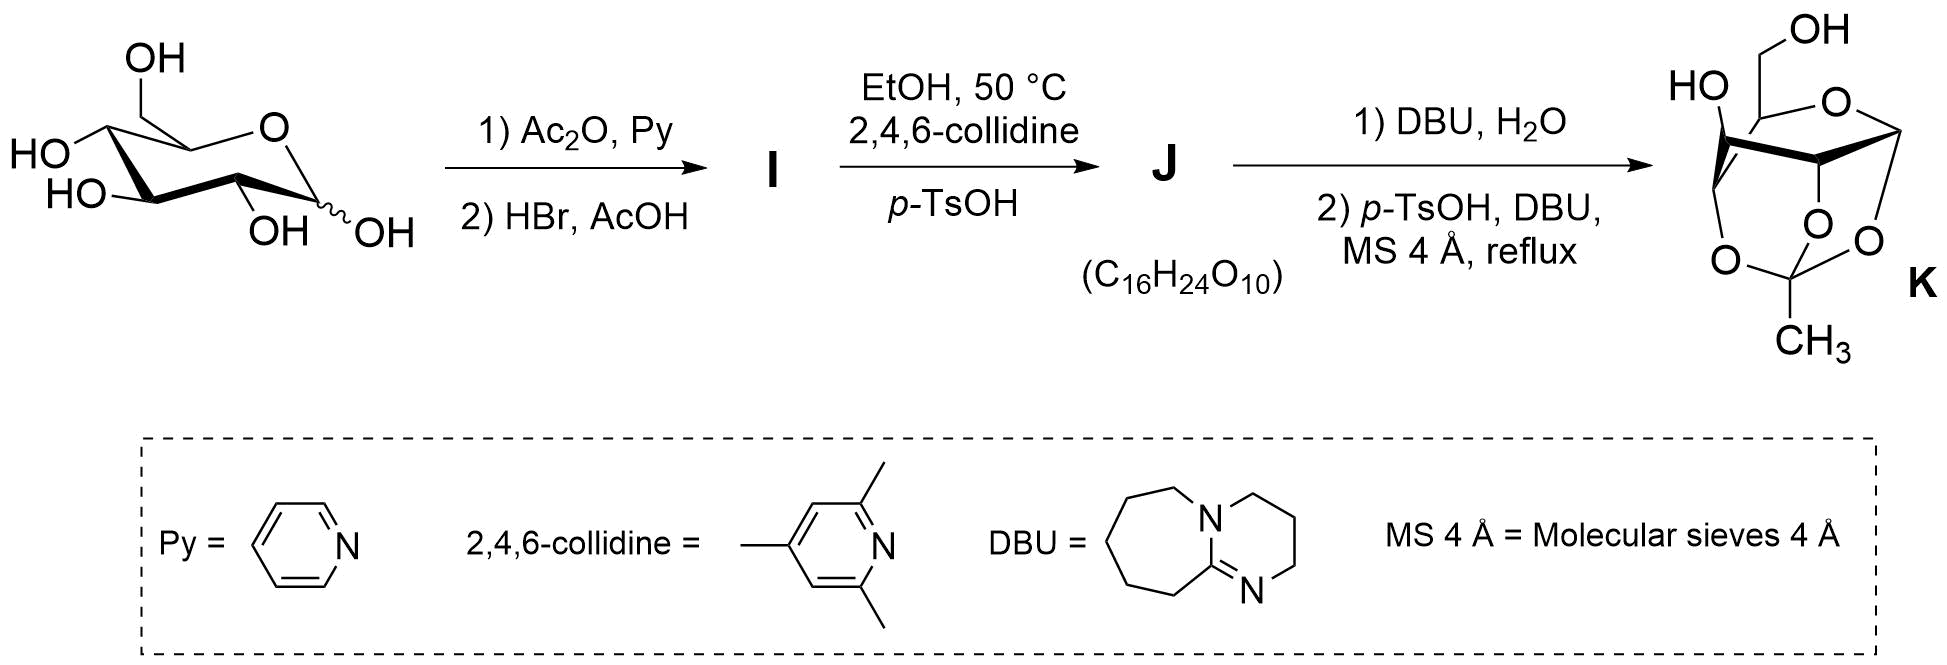 OH
HO
HO
OH
OH
O
1) Ac₂O, Py
2) HBr, AcOH
I
EtOH, 50 °C
2,4,6-collidine
p-TsOH
J
(C₁₆H₂₄O₁₀)
1) DBU, H₂O
2) p-TsOH, DBU,
MS 4 Å, reflux
OH
HO
O
O
O
O
CH₃
K
Py =
N
2,4,6-collidine =
N
DBU =
N
N
MS 4 Å = Molecular sieves 4 Å